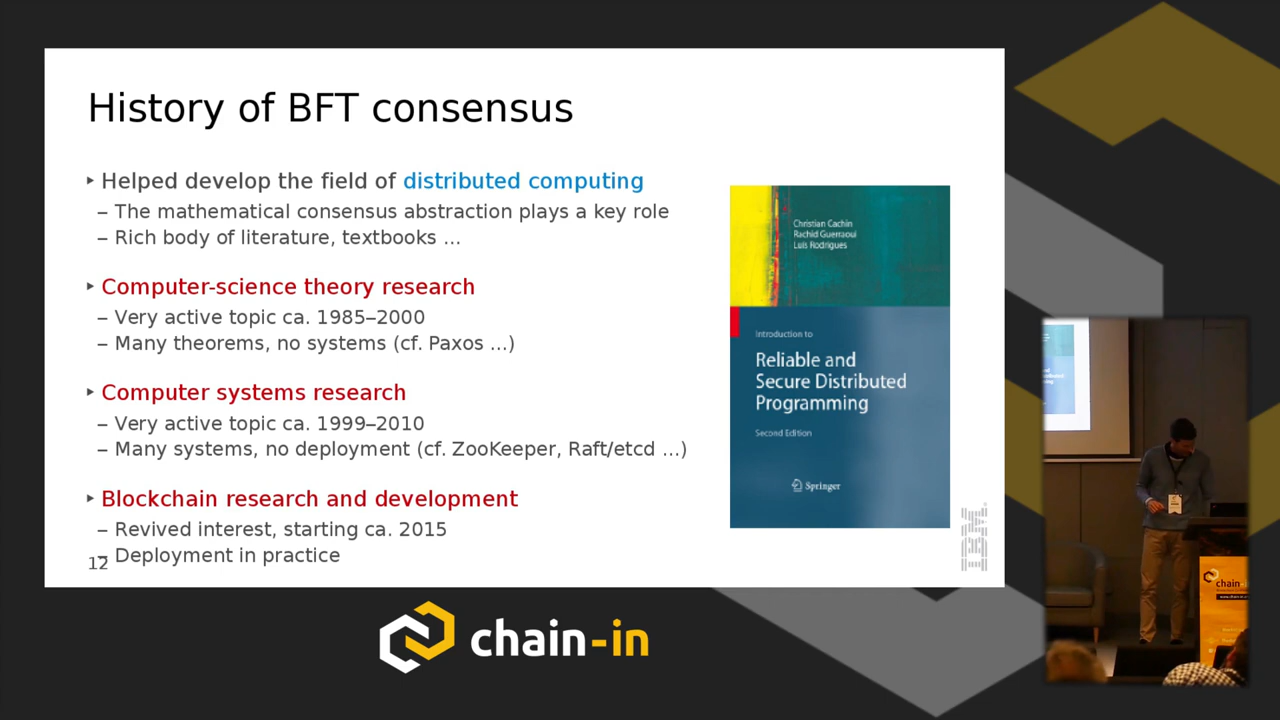 History of BFT consensus
‣ Helped develop the field of distributed computing
– The mathematical consensus abstraction plays a key role
– Rich body of literature, textbooks ...
‣ Computer-science theory research
– Very active topic ca. 1985–2000
– Many theorems, no systems (cf. Paxos ...)
‣ Computer systems research
– Very active topic ca. 1999–2010
– Many systems, no deployment (cf. ZooKeeper, Raft/etcd ...)
‣ Blockchain research and development
– Revived interest, starting ca. 2015
– Deployment in practice
12
Christian Cachin
Rachid Guerraoui
Luís Rodrigues
Introduction to
Reliable and
Secure Distributed
Programming
Second Edition
Springer
IBM
chain-in
chain-in